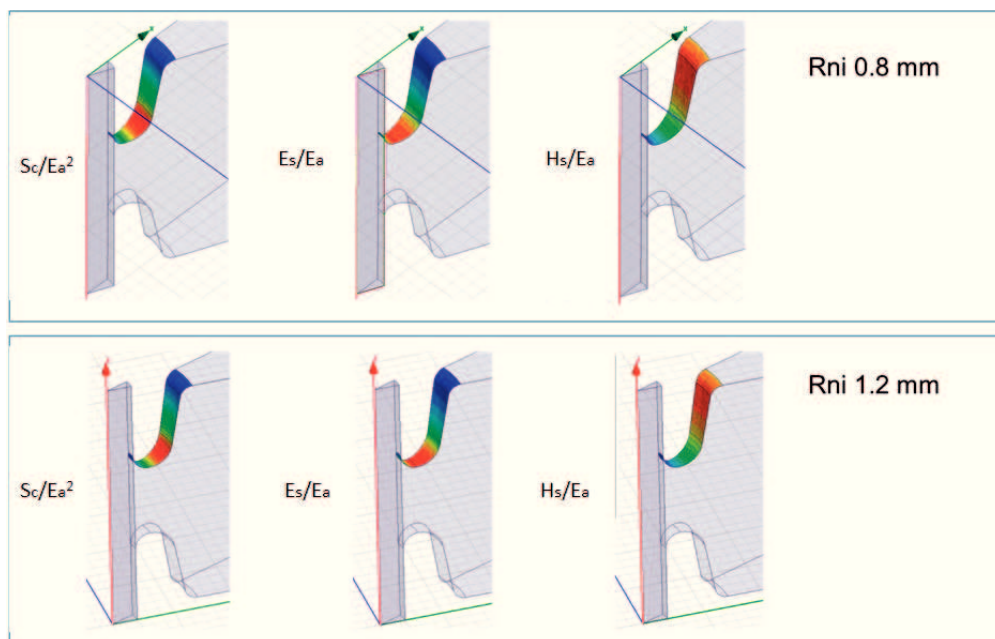 Rni 0.8 mm
Sc/Ea²
Es/Ea
Hs/Ea
Rni 1.2 mm
Sc/Ea²
Es/Ea
Hs/Ea